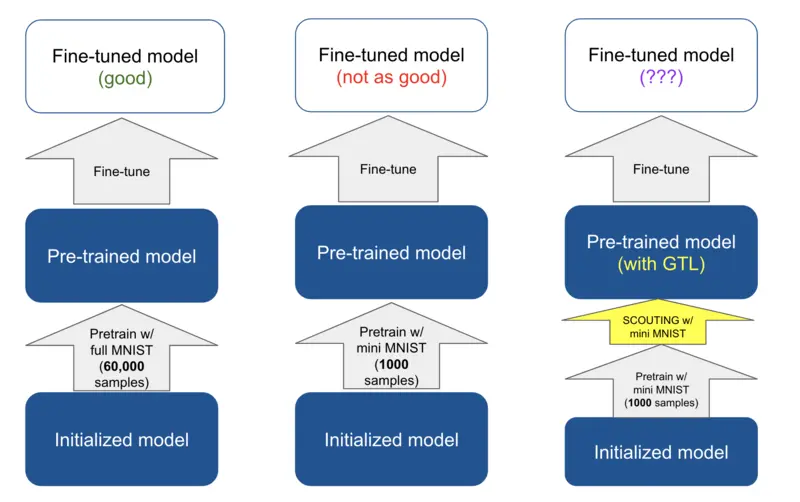 Fine-tuned model
(good)
Fine-tune
Pre-trained model
Pretrain w/
full MNIST
(60,000
samples)
Initialized model
Fine-tuned model
(not as good)
Fine-tune
Pre-trained model
Pretrain w/
mini MNIST
(1000
samples)
Initialized model
Fine-tuned model
(???)
Fine-tune
Pre-trained model
(with GTL)
SCOUTING w/
mini MNIST
Pretrain w/
mini MNIST
(1000 samples)
Initialized model